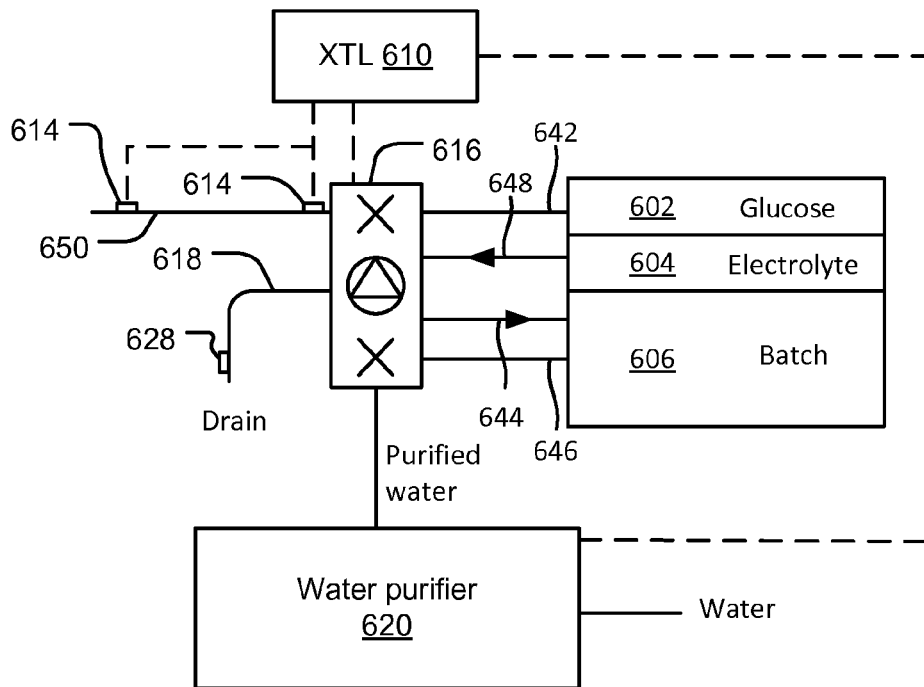 XTL 610
614
616
642
614
648
602 Glucose
650
618
604 Electrolyte
628
606 Batch
Drain
644
646
Purified
water
Water purifier
620
Water